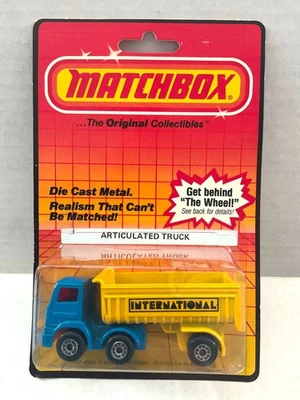 MATCHBOX®
...The Original Collectibles™
Die Cast Metal.
Realism That Can't
Be Matched!
Get behind
"The Wheel!"
See back for details!
ARTICULATED TRUCK
INTERNATIONAL